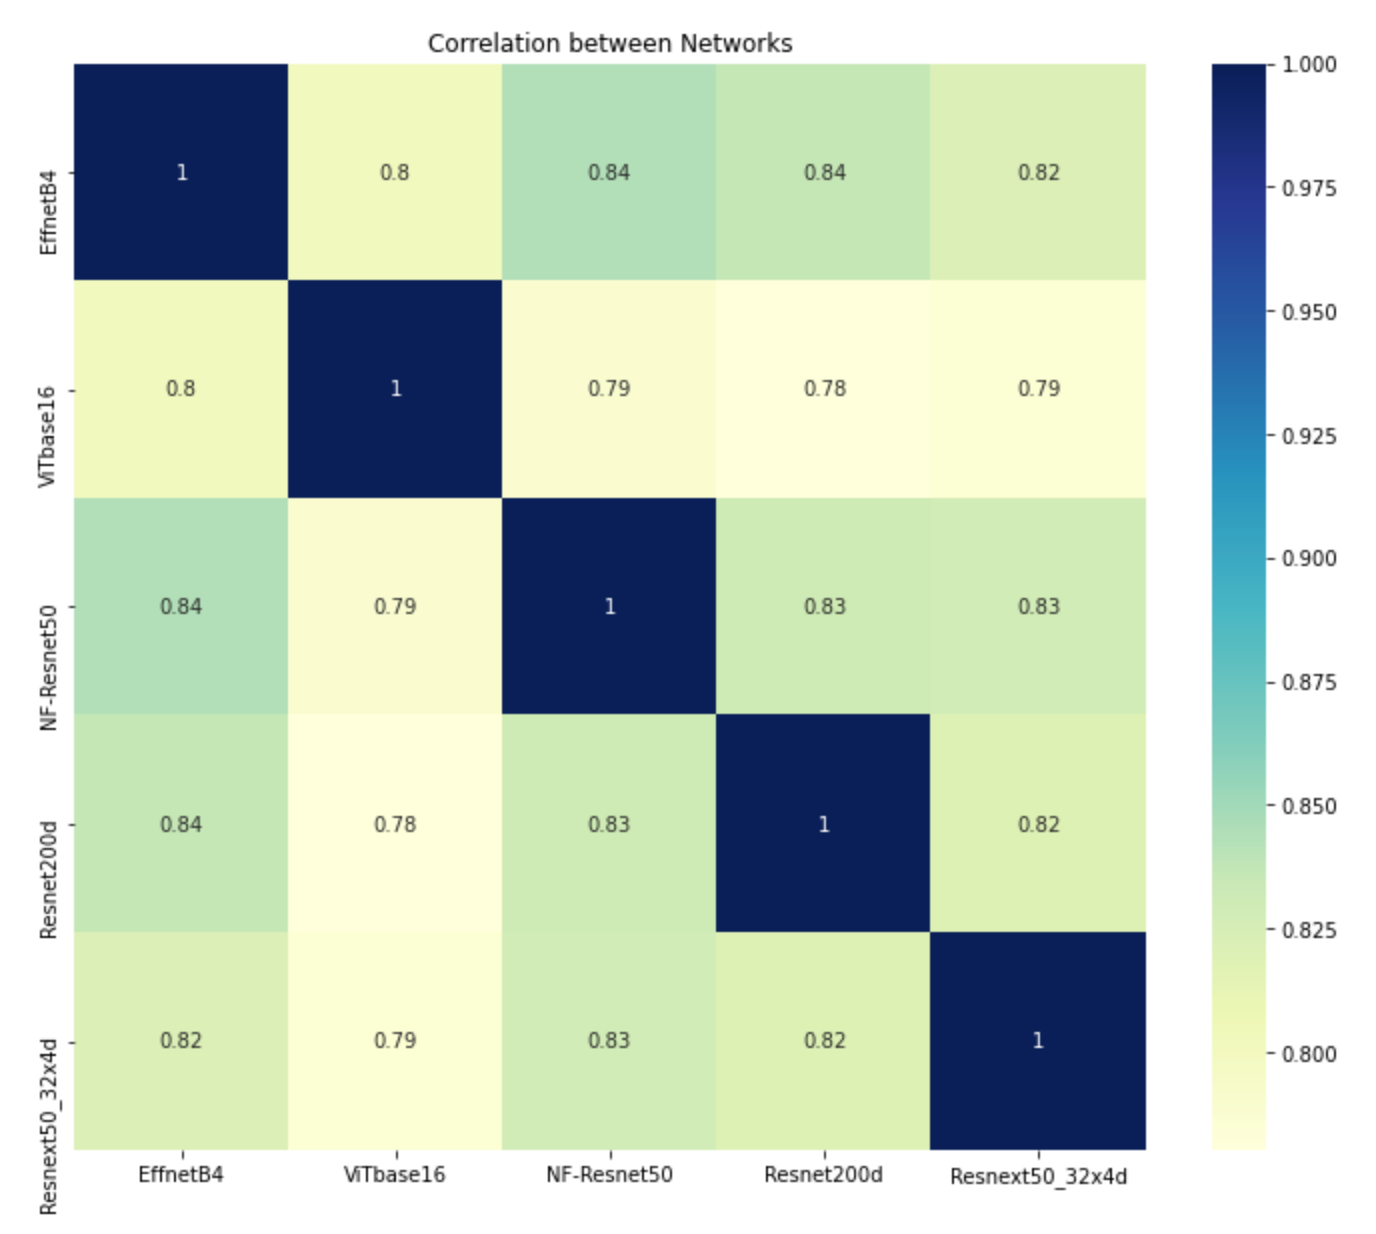 Correlation between Networks
EffnetB4 1 0.8 0.84 0.84 0.82
ViTbase16 0.8 1 0.79 0.78 0.79
NF-Resnet50 0.84 0.79 1 0.83 0.83
Resnet200d 0.84 0.78 0.83 1 0.82
Resnext50_32x4d 0.82 0.79 0.83 0.82 1
EffnetB4 ViTbase16 NF-Resnet50 Resnet200d Resnext50_32x4d
1.000
0.975
0.950
0.925
0.900
0.875
0.850
0.825
0.800